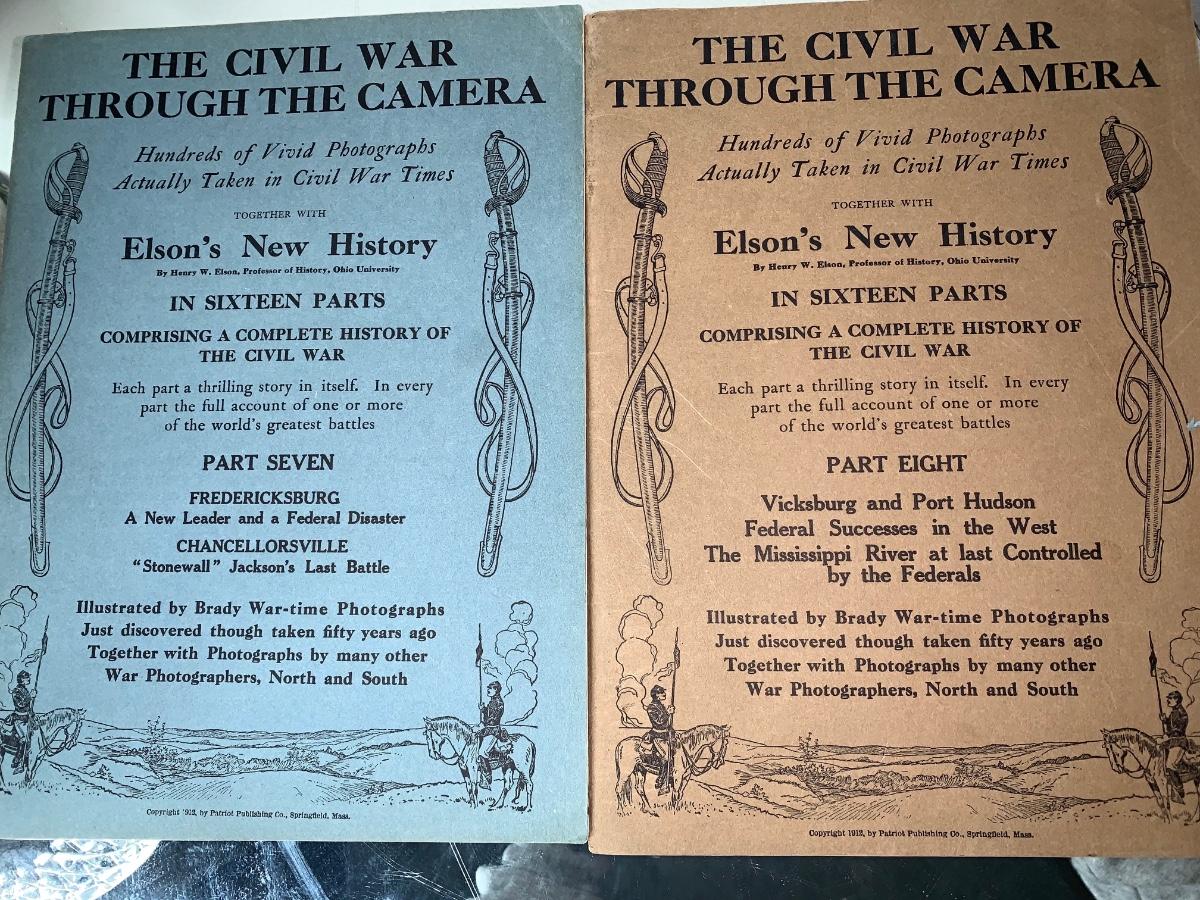 THE CIVIL WAR
THROUGH THE CAMERA
Hundreds of Vivid Photographs
Actually Taken in Civil War Times
TOGETHER WITH
Elson's New History
By Henry W. Elson, Professor of History, Ohio University
IN SIXTEEN PARTS
COMPRISING A COMPLETE HISTORY OF
THE CIVIL WAR
Each part a thrilling story in itself. In every
part the full account of one or more
of the world's greatest battles
PART SEVEN
FREDERICKSBURG
A New Leader and a Federal Disaster
CHANCELLORSVILLE
"Stonewall" Jackson's Last Battle
Illustrated by Brady War-time Photographs
Just discovered though taken fifty years ago
Together with Photographs by many other
War Photographers, North and South
Copyright 1912, by Patriot Publishing Co., Springfield, Mass.
THE CIVIL WAR
THROUGH THE CAMERA
Hundreds of Vivid Photographs
Actually Taken in Civil War Times
TOGETHER WITH
Elson's New History
By Henry W. Elson, Professor of History, Ohio University
IN SIXTEEN PARTS
COMPRISING A COMPLETE HISTORY OF
THE CIVIL WAR
Each part a thrilling story in itself. In every
part the full account of one or more
of the world's greatest battles
PART EIGHT
Vicksburg and Port Hudson
Federal Successes in the West
The Mississippi River at last Controlled
by the Federals
Illustrated by Brady War-time Photographs
Just discovered though taken fifty years ago
Together with Photographs by many other
War Photographers, North and South
Copyright 1912, by Patriot Publishing Co., Springfield, Mass.